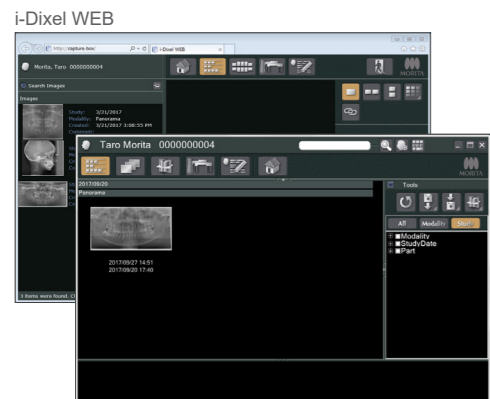 i-Dixel WEB
http://rapture-box/
i-Dixel WEB
Morita, Taro 0000000004
MORITA
Search Images
Images
Study: 3/21/2017
Modality: Panorama
Created: 3/21/2017 3:08:55 PM
Comment:
Taro Morita 0000000004
MORITA
2017/09/20
Panorama
Tools
All Modality
Modality
StudyDate
Part
2017/09/27 14:51
2017/09/20 17:40
3 items were found.